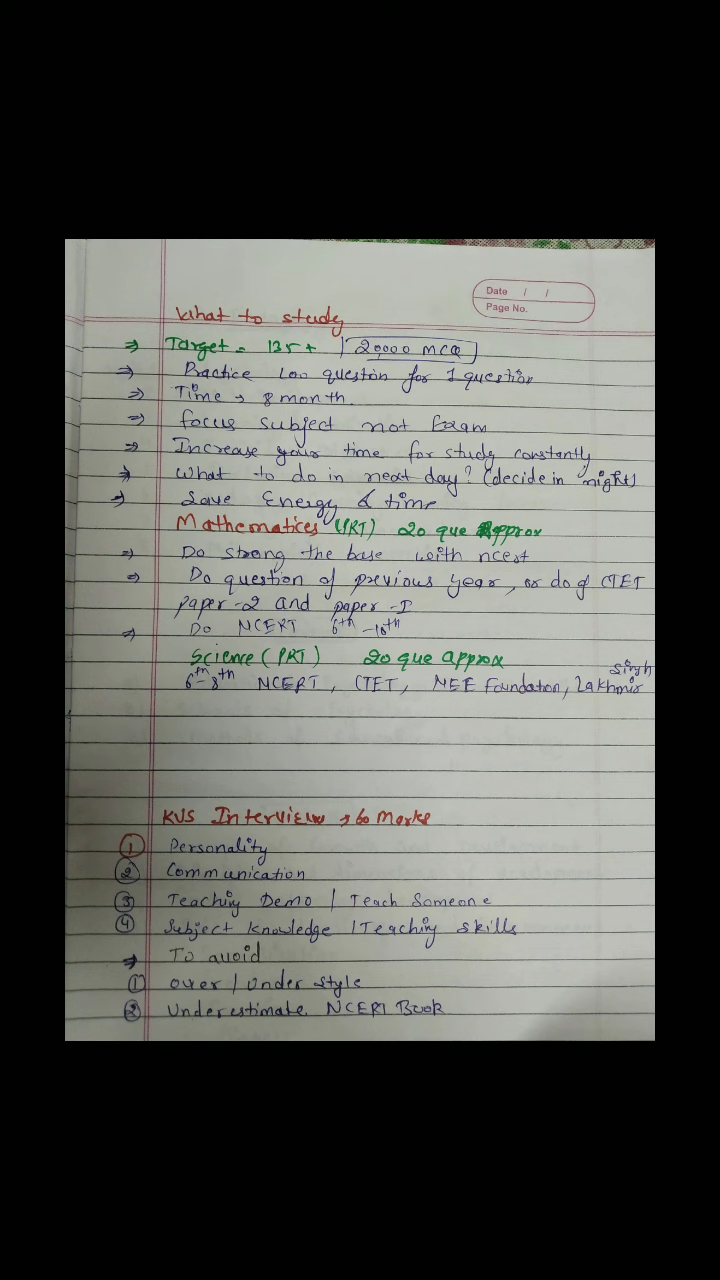 Date / /
Page No.
What to study
⇒ Target = 135+ | 20000 MCQ |
⇒ Practice 100 question for 1 question
⇒ Time → 8 month.
⇒ focus subject not Exam
⇒ Increase your time for study constantly
⇒ What to do in next day? (decide in night)
⇒ Save Energy & time
Mathematices (PRT) 20 que Approx
⇒ Do strong the base with ncert
⇒ Do question of previous year, or do of CTET
paper-2 and paper-I
⇒ Do NCERT 6th-10th
Science (PRT) 20 que approx
6th-8th NCERT, CTET, NEE Foundation, Lakhmir Singh
KVS Interview → 60 Marks
① Personality
② Communication
③ Teaching Demo / Teach Someone
④ Subject Knowledge / Teaching skills
⇒ To avoid
① over / Under style
② Underestimate NCERT Book